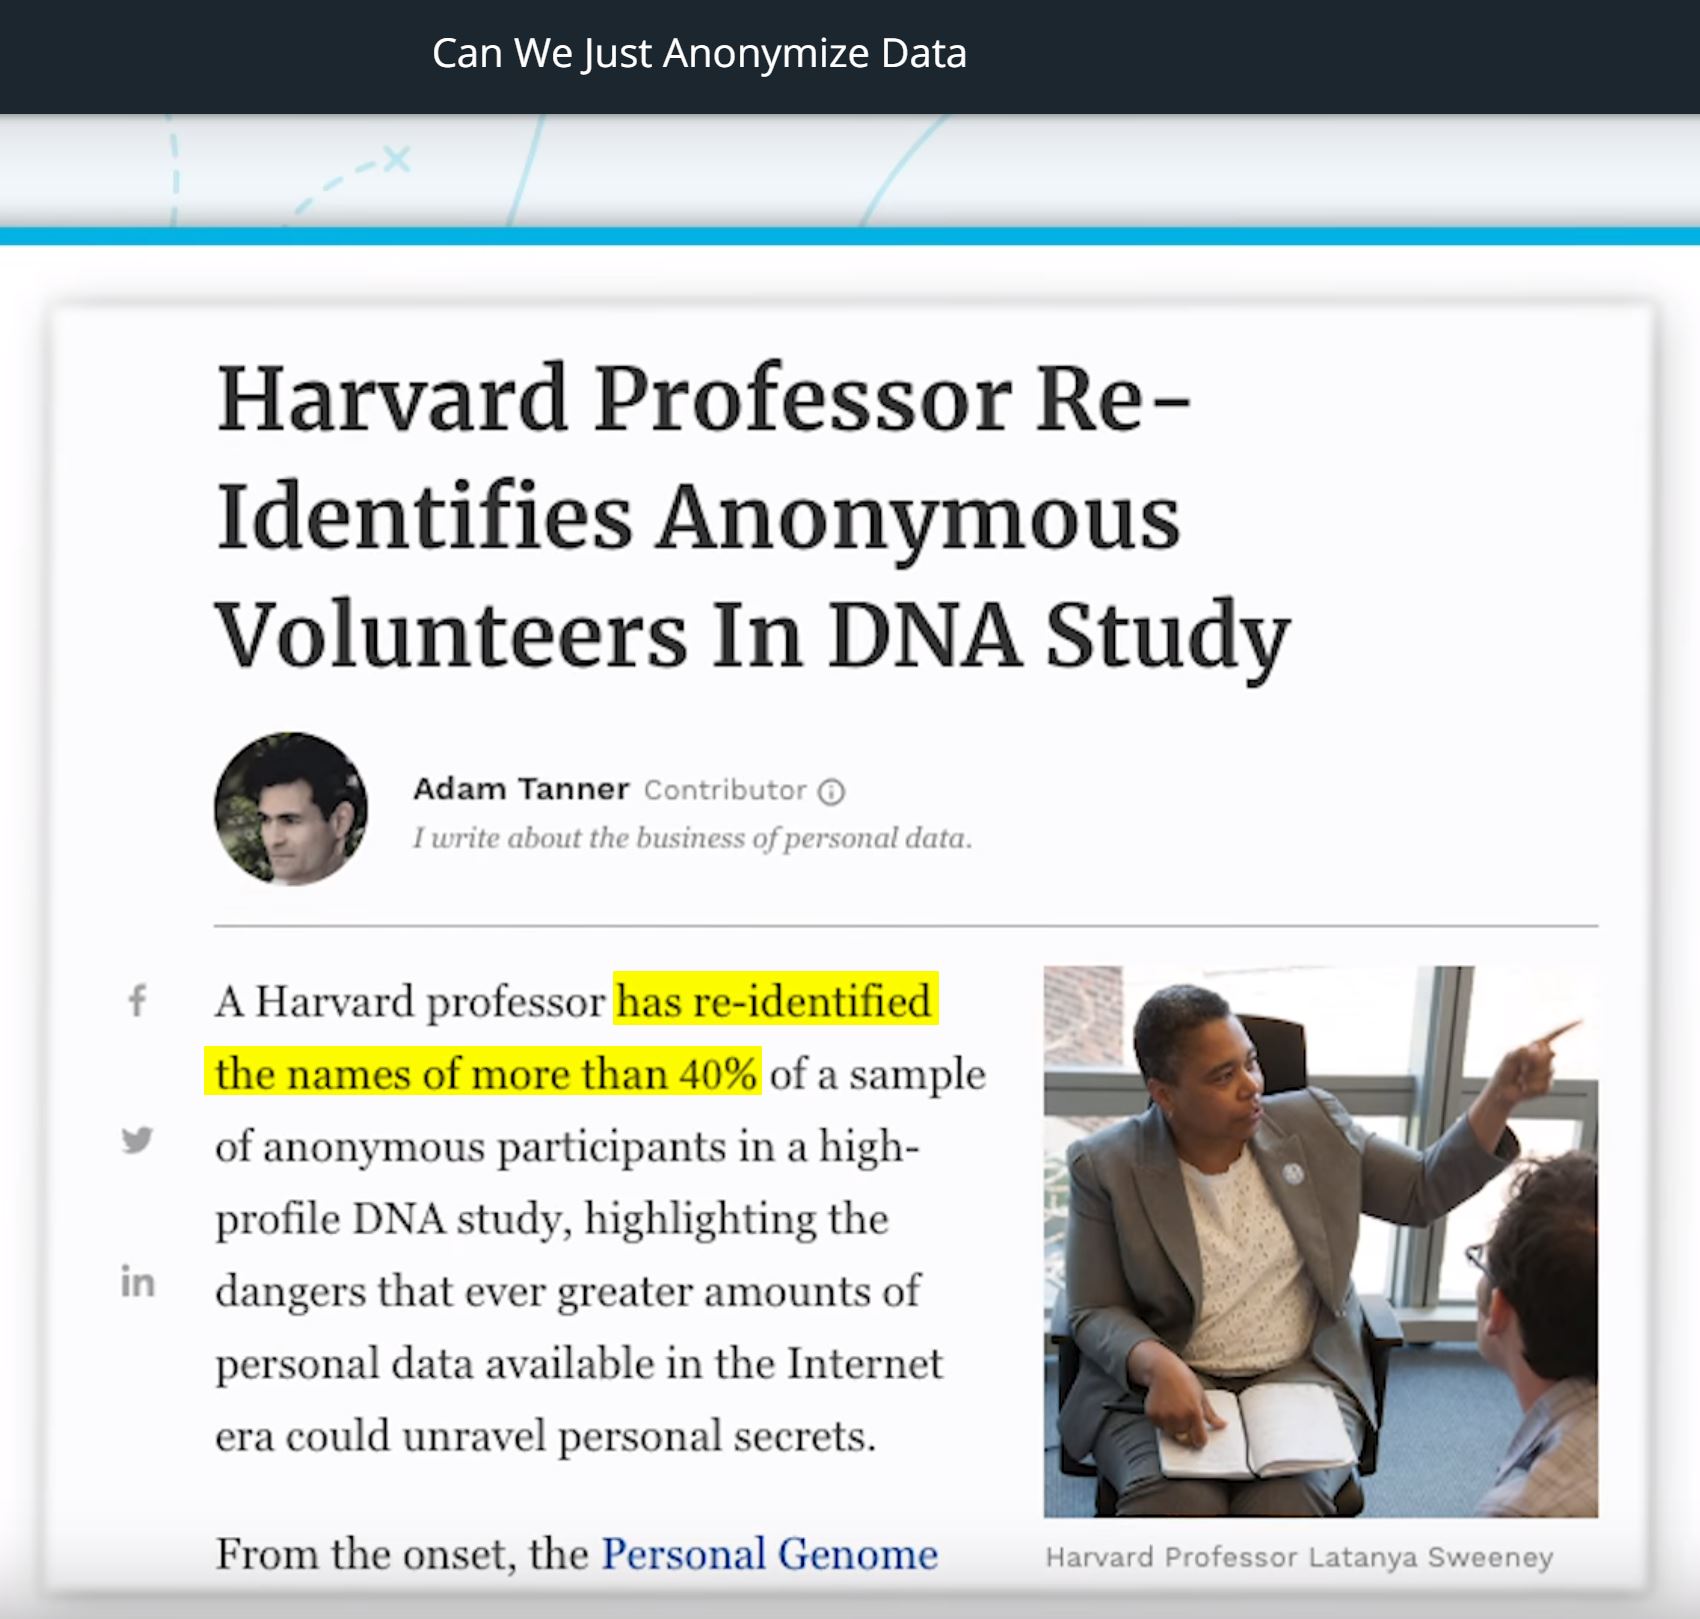 Can We Just Anonymize Data
Harvard Professor Re-
Identifies Anonymous
Volunteers In DNA Study
Adam Tanner Contributor
I write about the business of personal data.
A Harvard professor has re-identified
the names of more than 40% of a sample
of anonymous participants in a high-
profile DNA study, highlighting the
dangers that ever greater amounts of
personal data available in the Internet
era could unravel personal secrets.
From the onset, the Personal Genome
Harvard Professor Latanya Sweeney